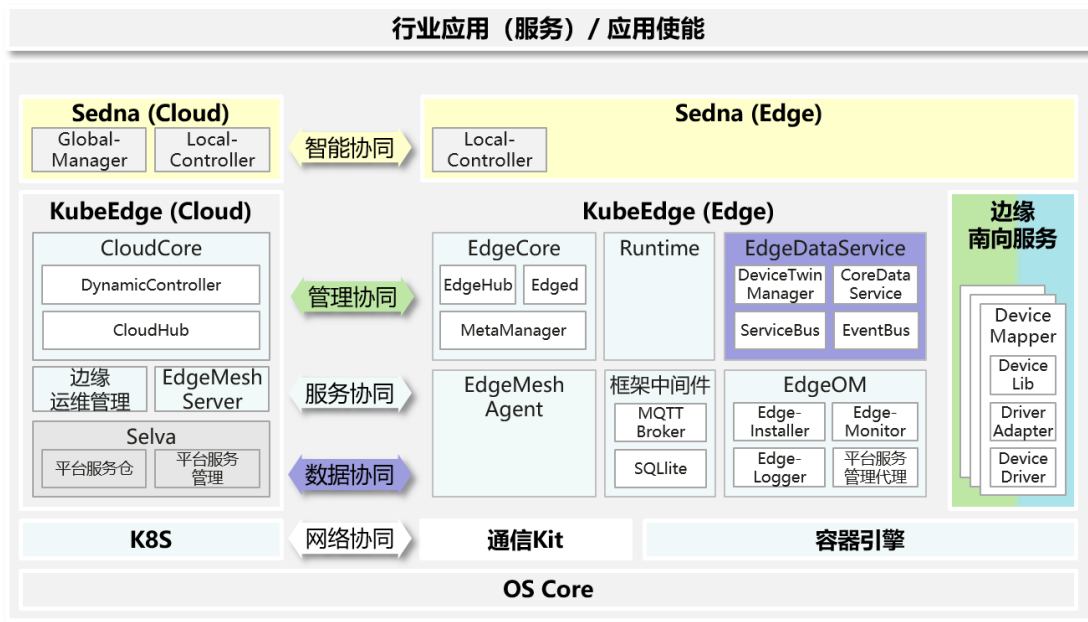 行业应用（服务）/ 应用使能
Sedna (Cloud)
Global-
Manager
Local-
Controller
智能协同
Sedna (Edge)
Local-
Controller
KubeEdge (Cloud)
CloudCore
DynamicController
CloudHub
边缘
运维管理
EdgeMesh
Server
Selva
平台服务仓
平台服务
管理
管理协同
服务协同
数据协同
KubeEdge (Edge)
EdgeCore
EdgeHub
Edged
MetaManager
Runtime
EdgeDataService
DeviceTwin
Manager
CoreData
Service
ServiceBus
EventBus
EdgeMesh
Agent
框架中间件
MQTT
Broker
SQLlite
EdgeOM
Edge-
Installer
Edge-
Monitor
Edge-
Logger
平台服务
管理代理
边缘
南向服务
Device
Mapper
Device
Lib
Driver
Adapter
Device
Driver
K8S
网络协同
通信Kit
容器引擎
OS Core